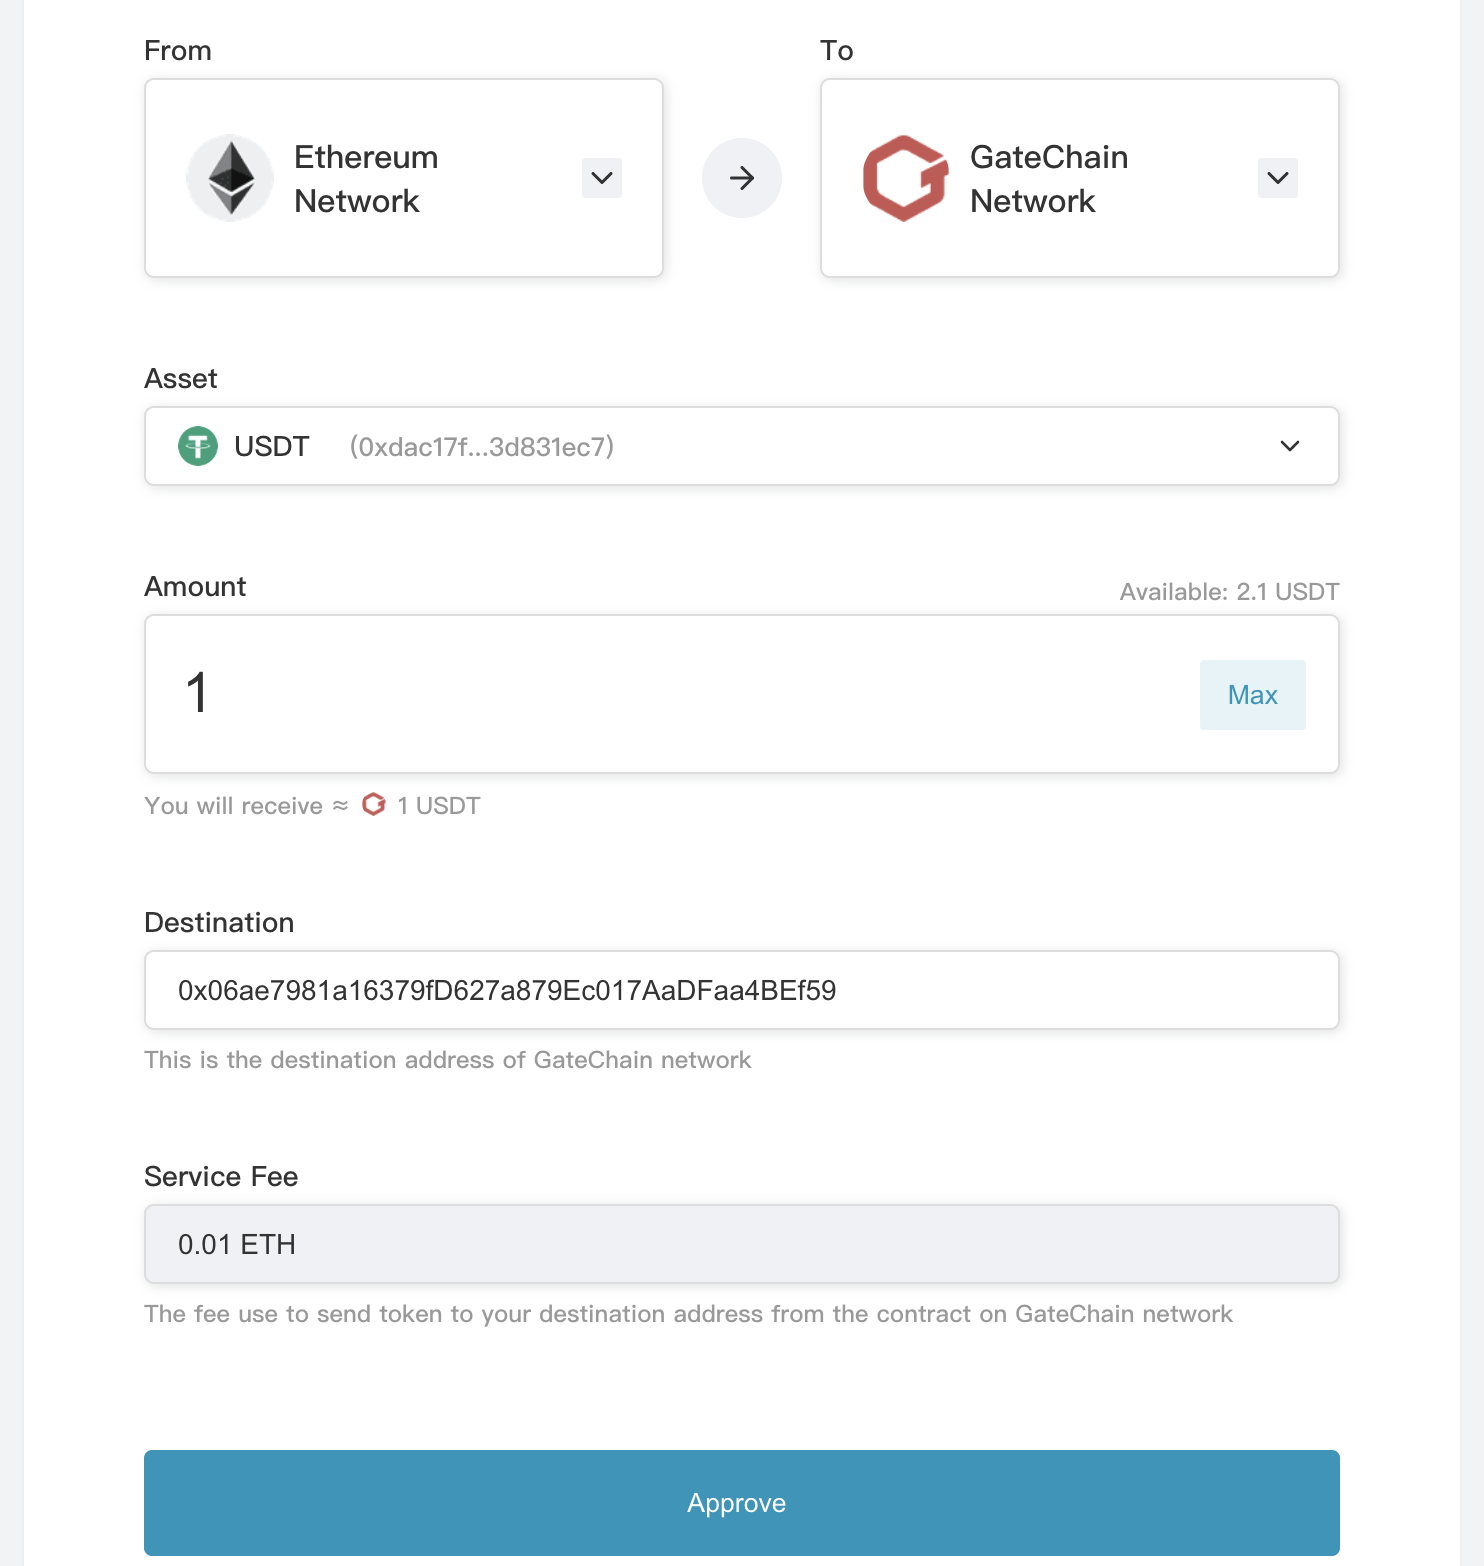 From
To
Ethereum
Network
GateChain
Network
Asset
USDT (0xdac17f...3d831ec7)
Amount
Available: 2.1 USDT
1
Max
You will receive ≈ 1 USDT
Destination
0x06ae7981a16379fD627a879Ec017AaDFaa4BEf59
This is the destination address of GateChain network
Service Fee
0.01 ETH
The fee use to send token to your destination address from the contract on GateChain network
Approve